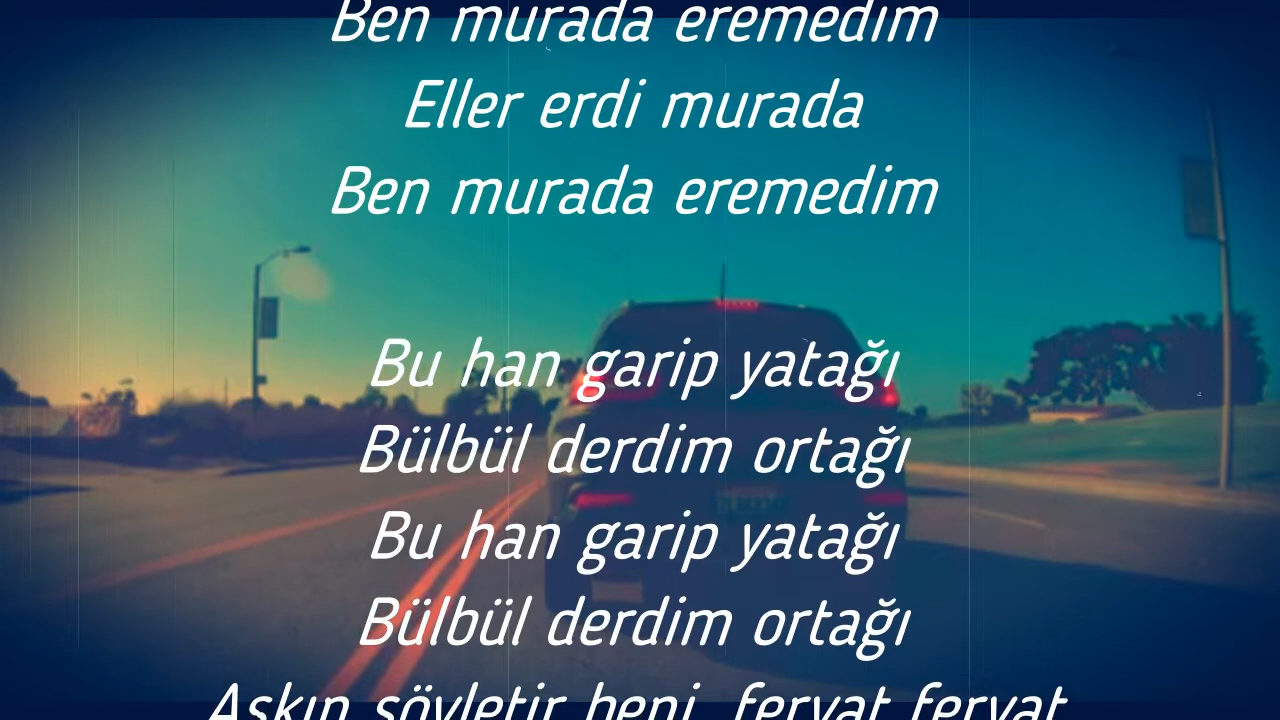 Ben murada eremedim
Eller erdi murada
Ben murada eremedim
Bu han garip yatağı
Bülbül derdim ortağı
Bu han garip yatağı
Bülbül derdim ortağı
Aşkın söyletir beni, feryat feryat